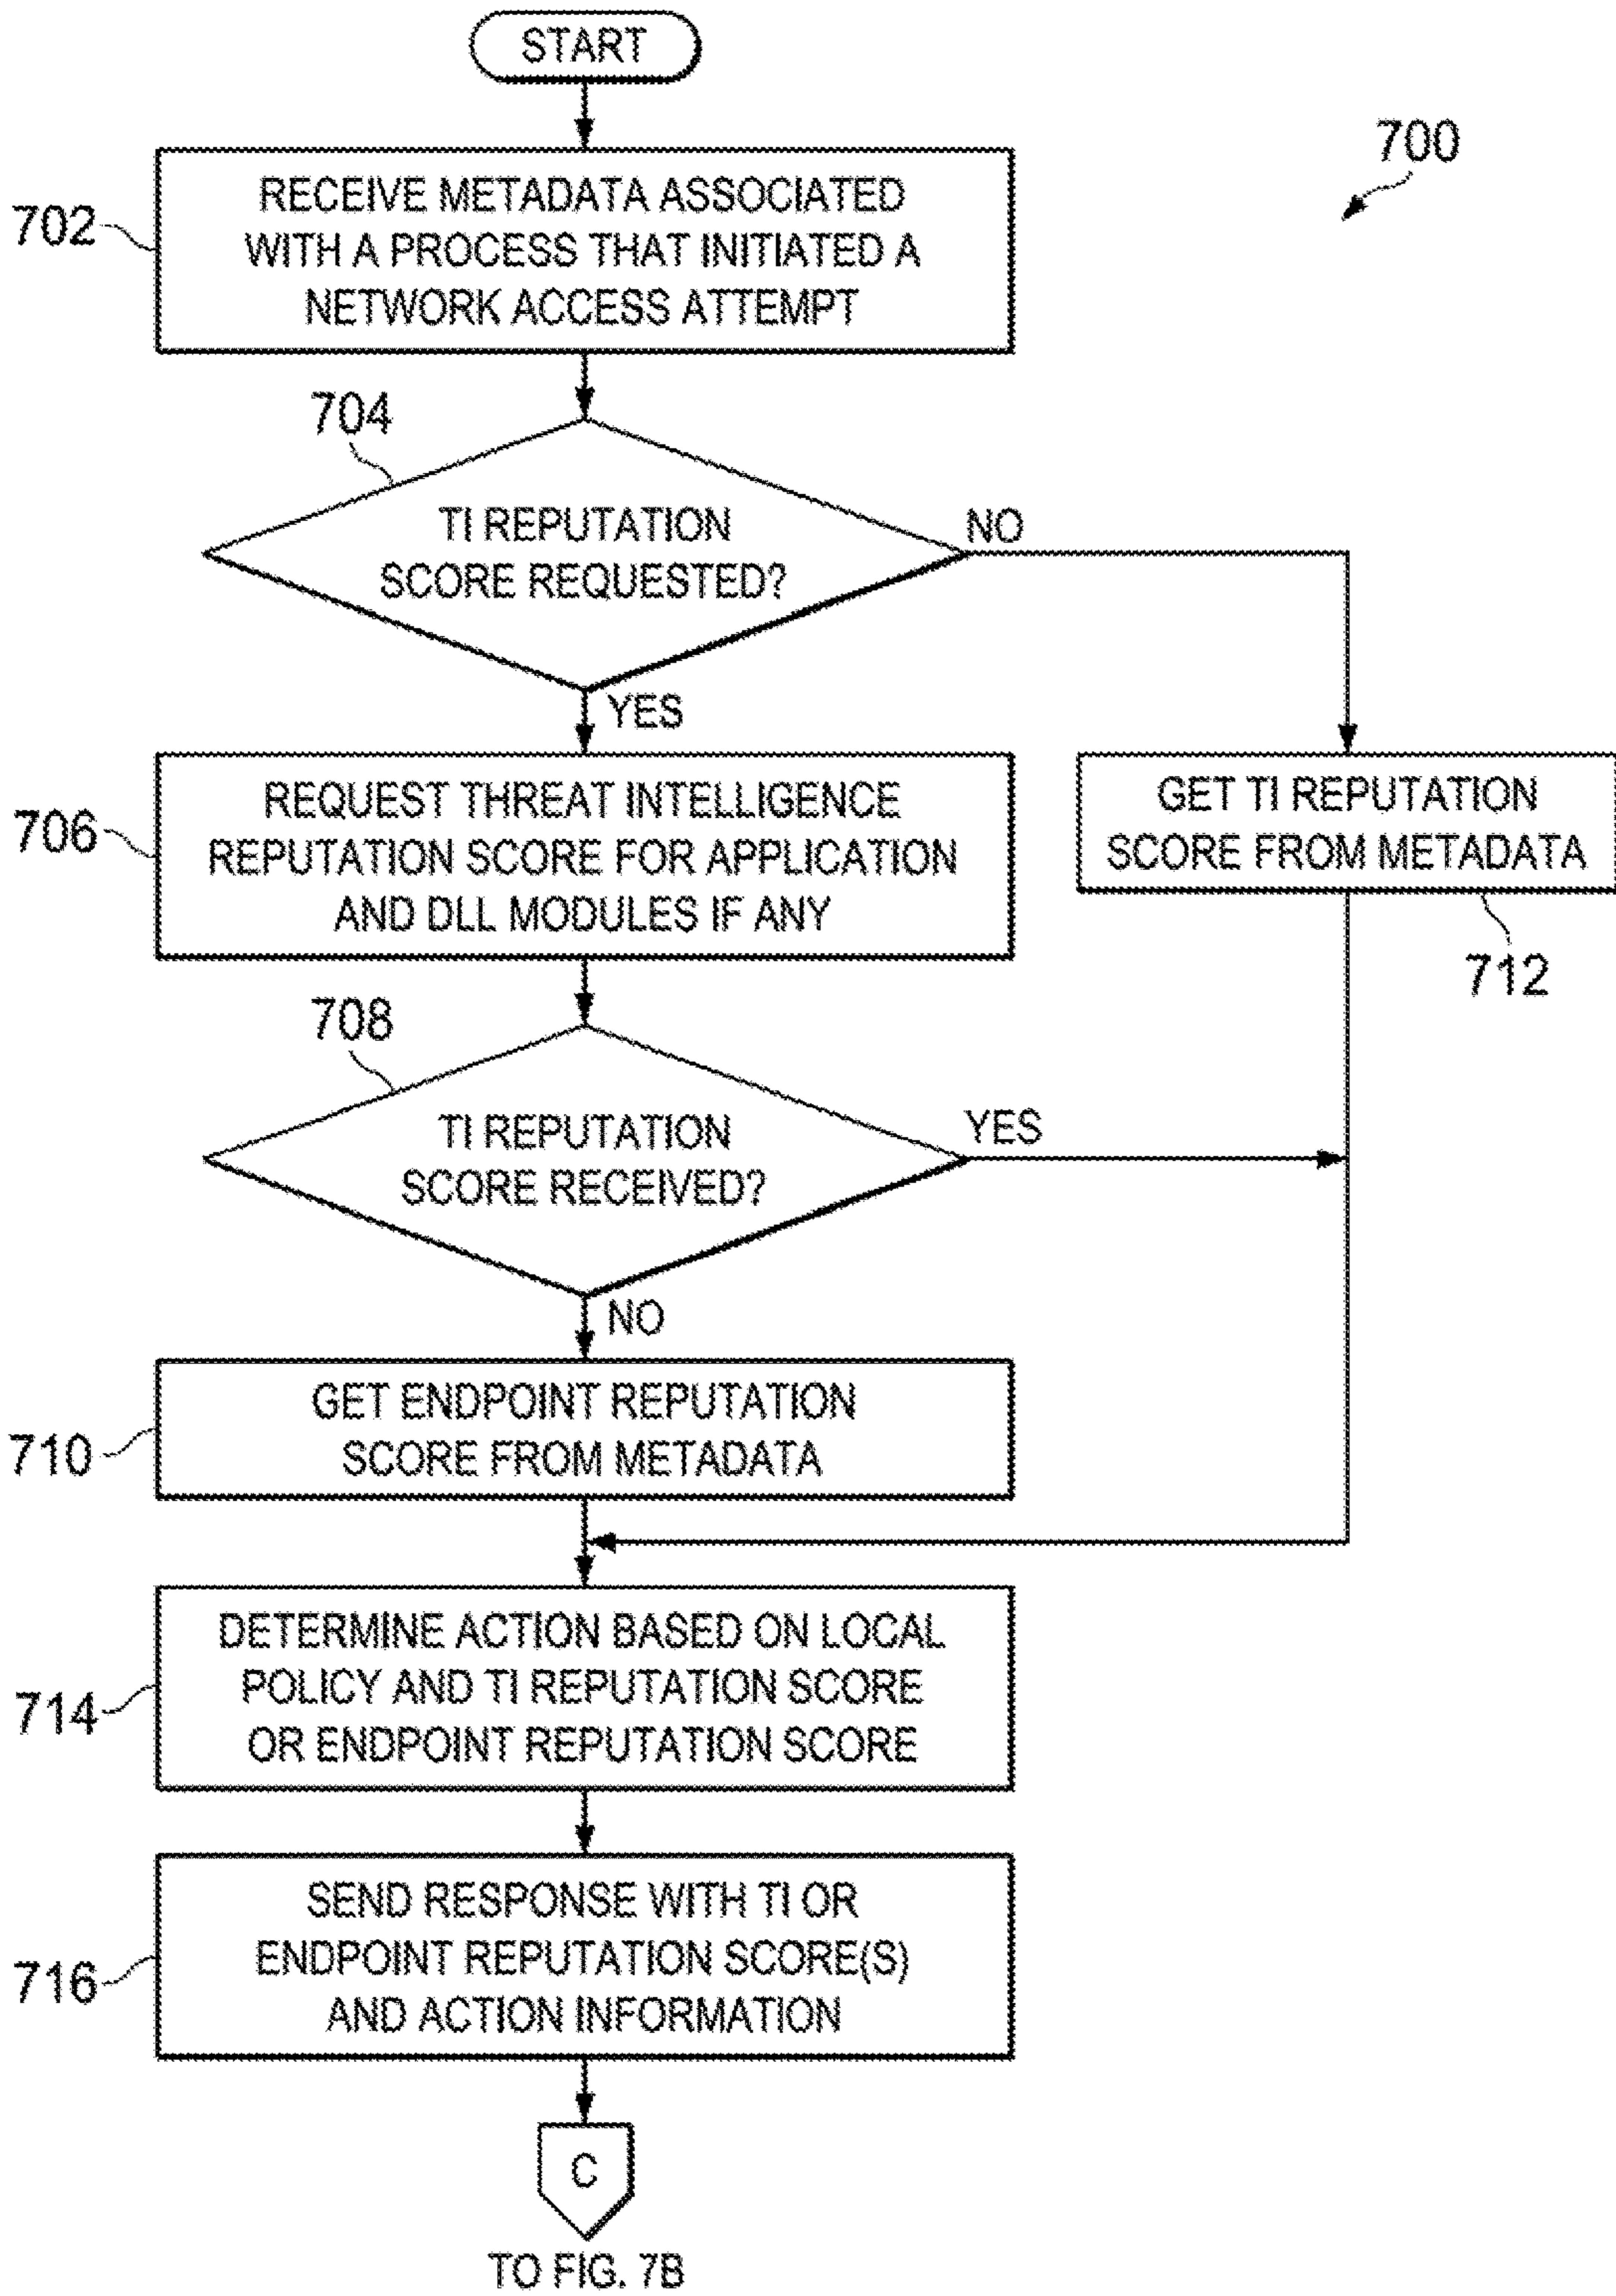 START
700
702
RECEIVE METADATA ASSOCIATED
WITH A PROCESS THAT INITIATED A
NETWORK ACCESS ATTEMPT
704
TI REPUTATION
SCORE REQUESTED?
NO
YES
706
REQUEST THREAT INTELLIGENCE
REPUTATION SCORE FOR APPLICATION
AND DLL MODULES IF ANY
GET TI REPUTATION
SCORE FROM METADATA
712
708
TI REPUTATION
SCORE RECEIVED?
YES
NO
710
GET ENDPOINT REPUTATION
SCORE FROM METADATA
714
DETERMINE ACTION BASED ON LOCAL
POLICY AND TI REPUTATION SCORE
OR ENDPOINT REPUTATION SCORE
716
SEND RESPONSE WITH TI OR
ENDPOINT REPUTATION SCORE(S)
AND ACTION INFORMATION
C
TO FIG. 7B